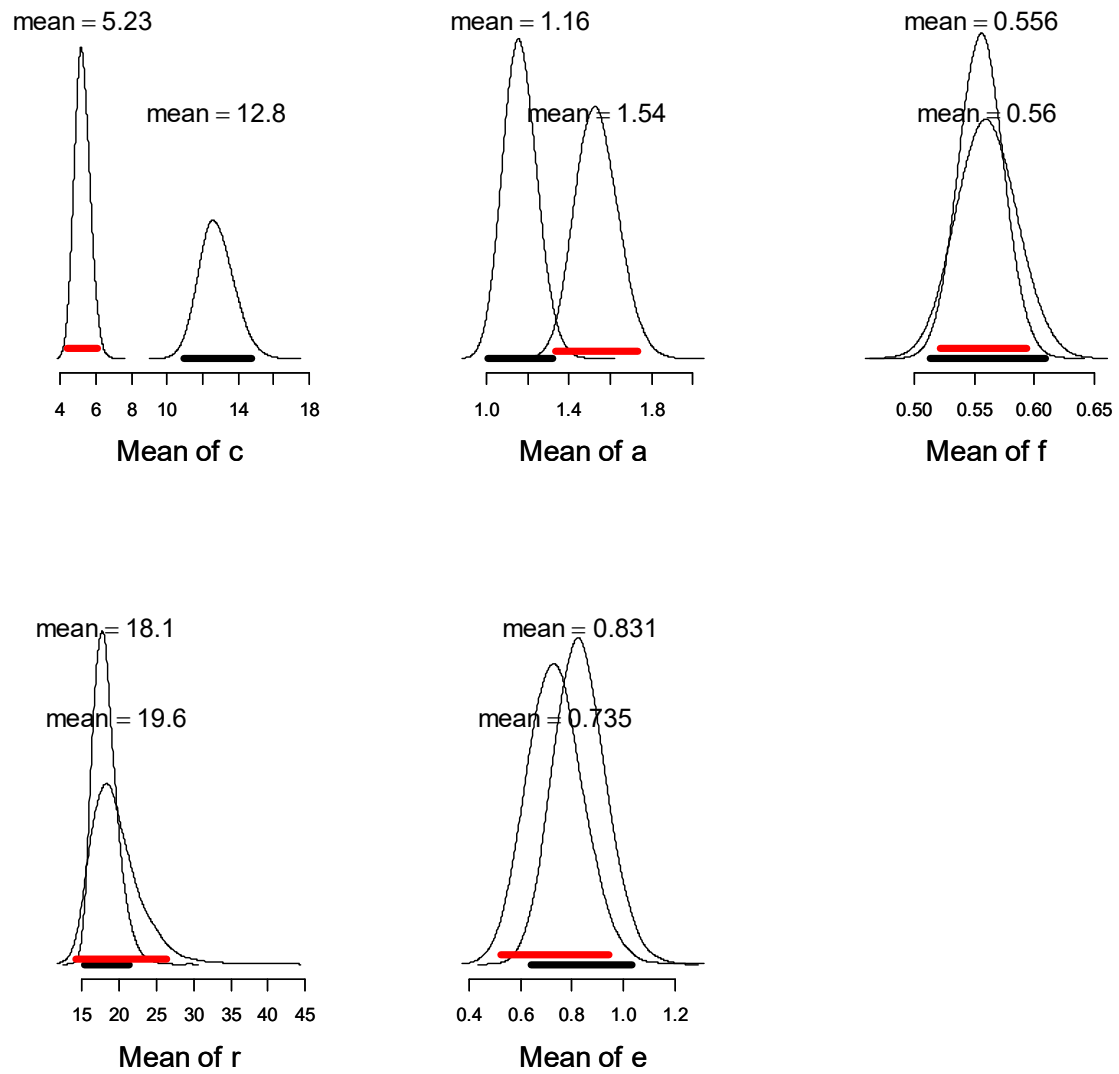 mean = 5.23
mean = 12.8
4 6 8 10 14 18
Mean of c
mean = 1.16
mean = 1.54
1.0 1.4 1.8
Mean of a
mean = 0.556
mean = 0.56
0.50 0.55 0.60 0.65
Mean of f
mean = 18.1
mean = 19.6
15 20 25 30 35 40 45
Mean of r
mean = 0.831
mean = 0.735
0.4 0.6 0.8 1.0 1.2
Mean of e